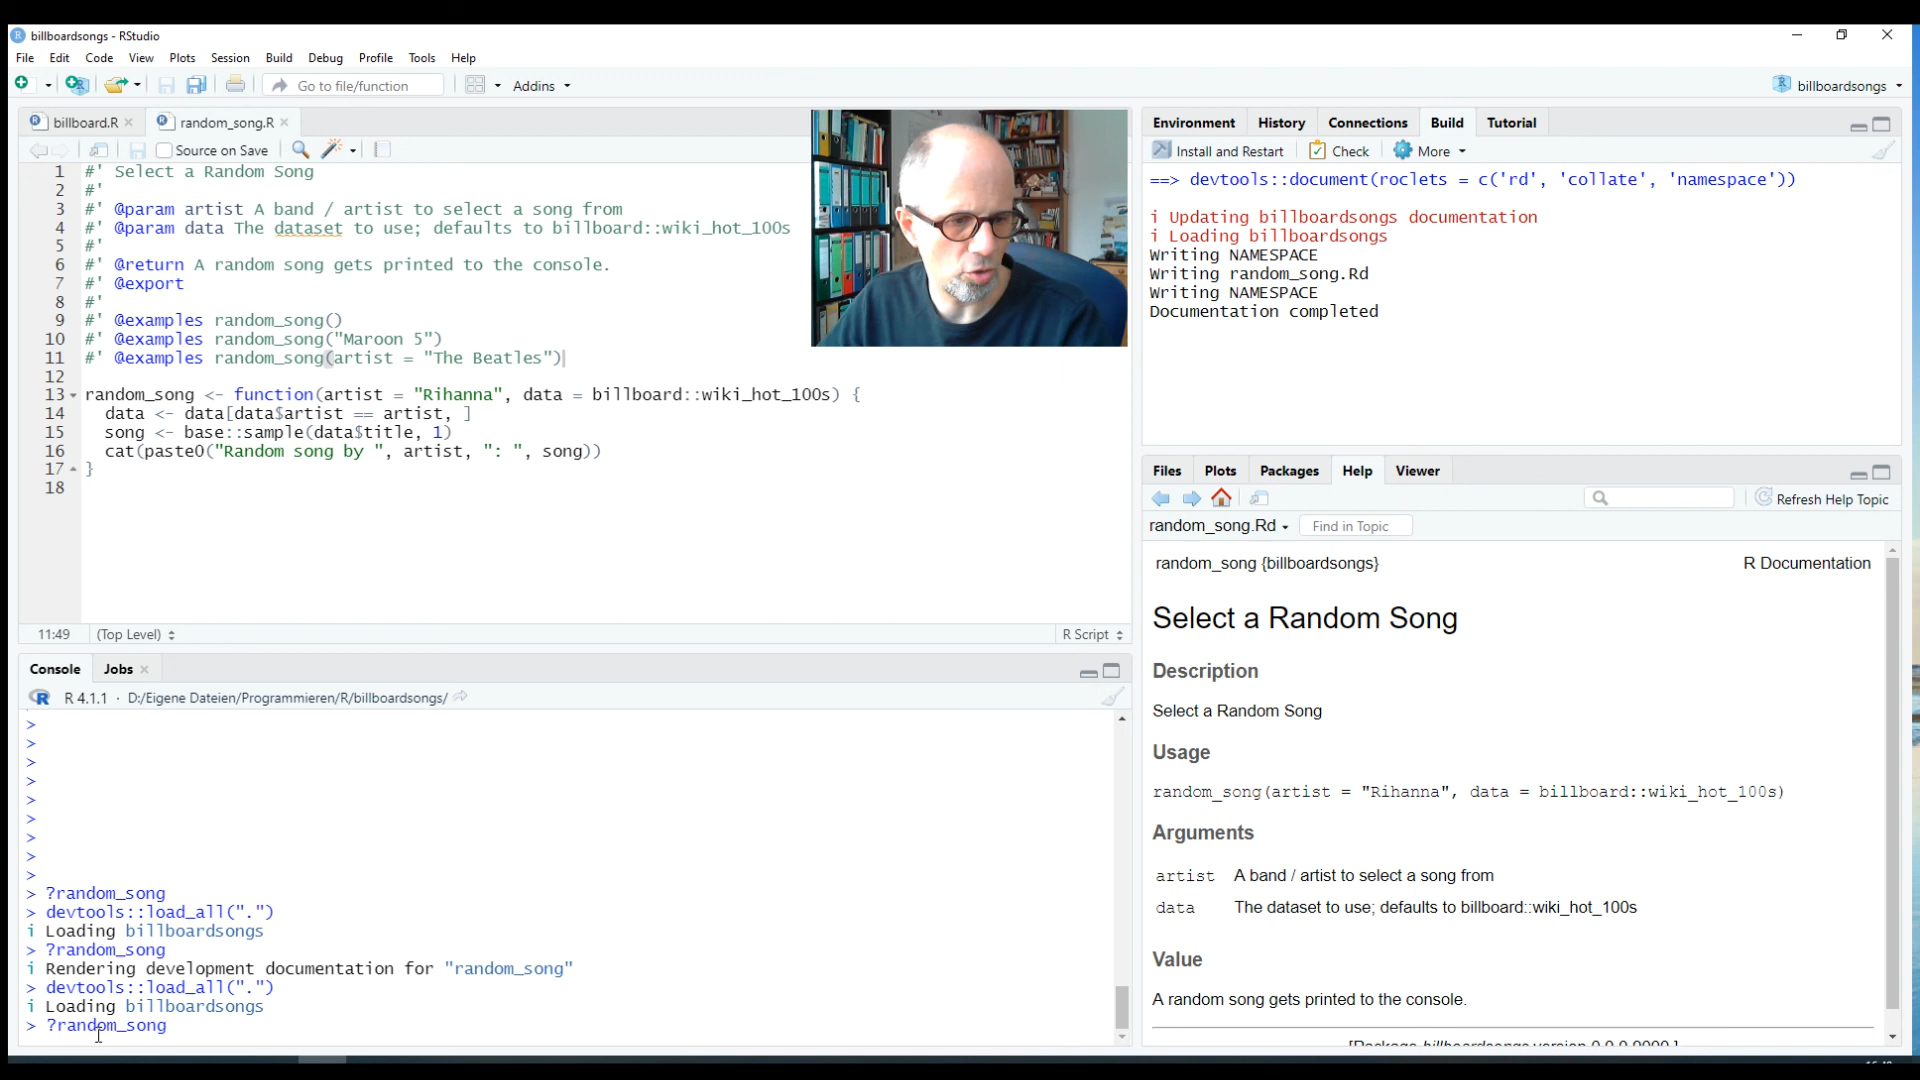 billboardsongs - RStudio
File Edit Code View Plots Session Build Debug Profile Tools Help
Go to file/function Addins billboardsongs
billboard.R random_song.R
Source on Save
1 #' Select a Random Song
2 #'
3 #' @param artist A band / artist to select a song from
4 #' @param data The dataset to use; defaults to billboard::wiki_hot_100s
5 #'
6 #' @return A random song gets printed to the console.
7 #' @export
8 #'
9 #' @examples random_song()
10 #' @examples random_song("Maroon 5")
11 #' @examples random_song(artist = "The Beatles")
12
13 random_song <- function(artist = "Rihanna", data = billboard::wiki_hot_100s) {
14 data <- data[data$artist == artist, ]
15 song <- base::sample(data$title, 1)
16 cat(paste0("Random song by ", artist, ": ", song))
17 }
18
11:49 (Top Level) R Script
Console Jobs
R 4.1.1 · D:/Eigene Dateien/Programmieren/R/billboardsongs/
>
>
>
>
>
>
>
>
>
> ?random_song
> devtools::load_all(".")
i Loading billboardsongs
> ?random_song
i Rendering development documentation for "random_song"
> devtools::load_all(".")
i Loading billboardsongs
> ?random_song
Environment History Connections Build Tutorial
Install and Restart Check More
==> devtools::document(roclets = c('rd', 'collate', 'namespace'))
i Updating billboardsongs documentation
i Loading billboardsongs
Writing NAMESPACE
Writing random_song.Rd
Writing NAMESPACE
Documentation completed
Files Plots Packages Help Viewer
Refresh Help Topic
random_song.Rd Find in Topic
random_song {billboardsongs} R Documentation
Select a Random Song
Description
Select a Random Song
Usage
random_song(artist = "Rihanna", data = billboard::wiki_hot_100s)
Arguments
artist A band / artist to select a song from
data The dataset to use; defaults to billboard::wiki_hot_100s
Value
A random song gets printed to the console.
[Package billboardsongs version 0.0.0.9000 ]